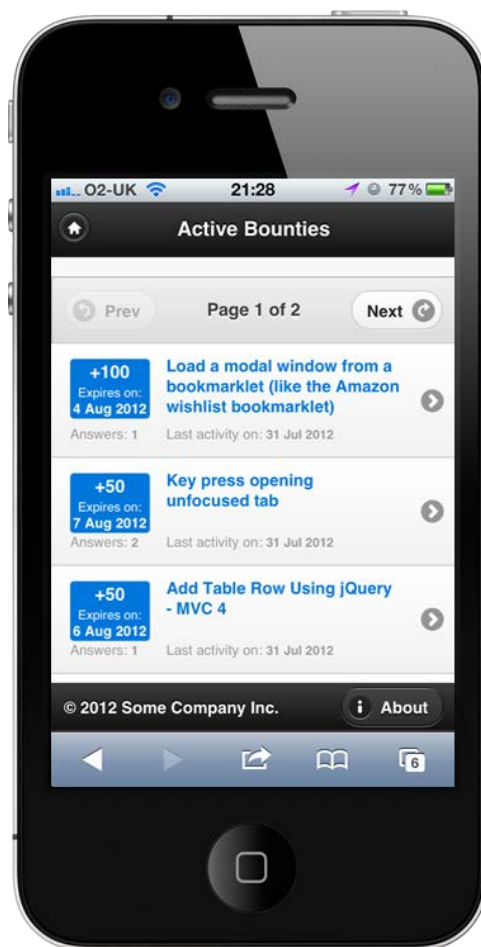 O2-UK 21:28 77%
Active Bounties
Prev Page 1 of 2 Next
+100
Expires on:
4 Aug 2012
Answers: 1
Load a modal window from a
bookmarklet (like the Amazon
wishlist bookmarklet)
Last activity on: 31 Jul 2012
+50
Expires on:
7 Aug 2012
Answers: 2
Key press opening
unfocused tab
Last activity on: 31 Jul 2012
+50
Expires on:
6 Aug 2012
Answers: 1
Add Table Row Using jQuery
- MVC 4
Last activity on: 31 Jul 2012
© 2012 Some Company Inc. i About
6